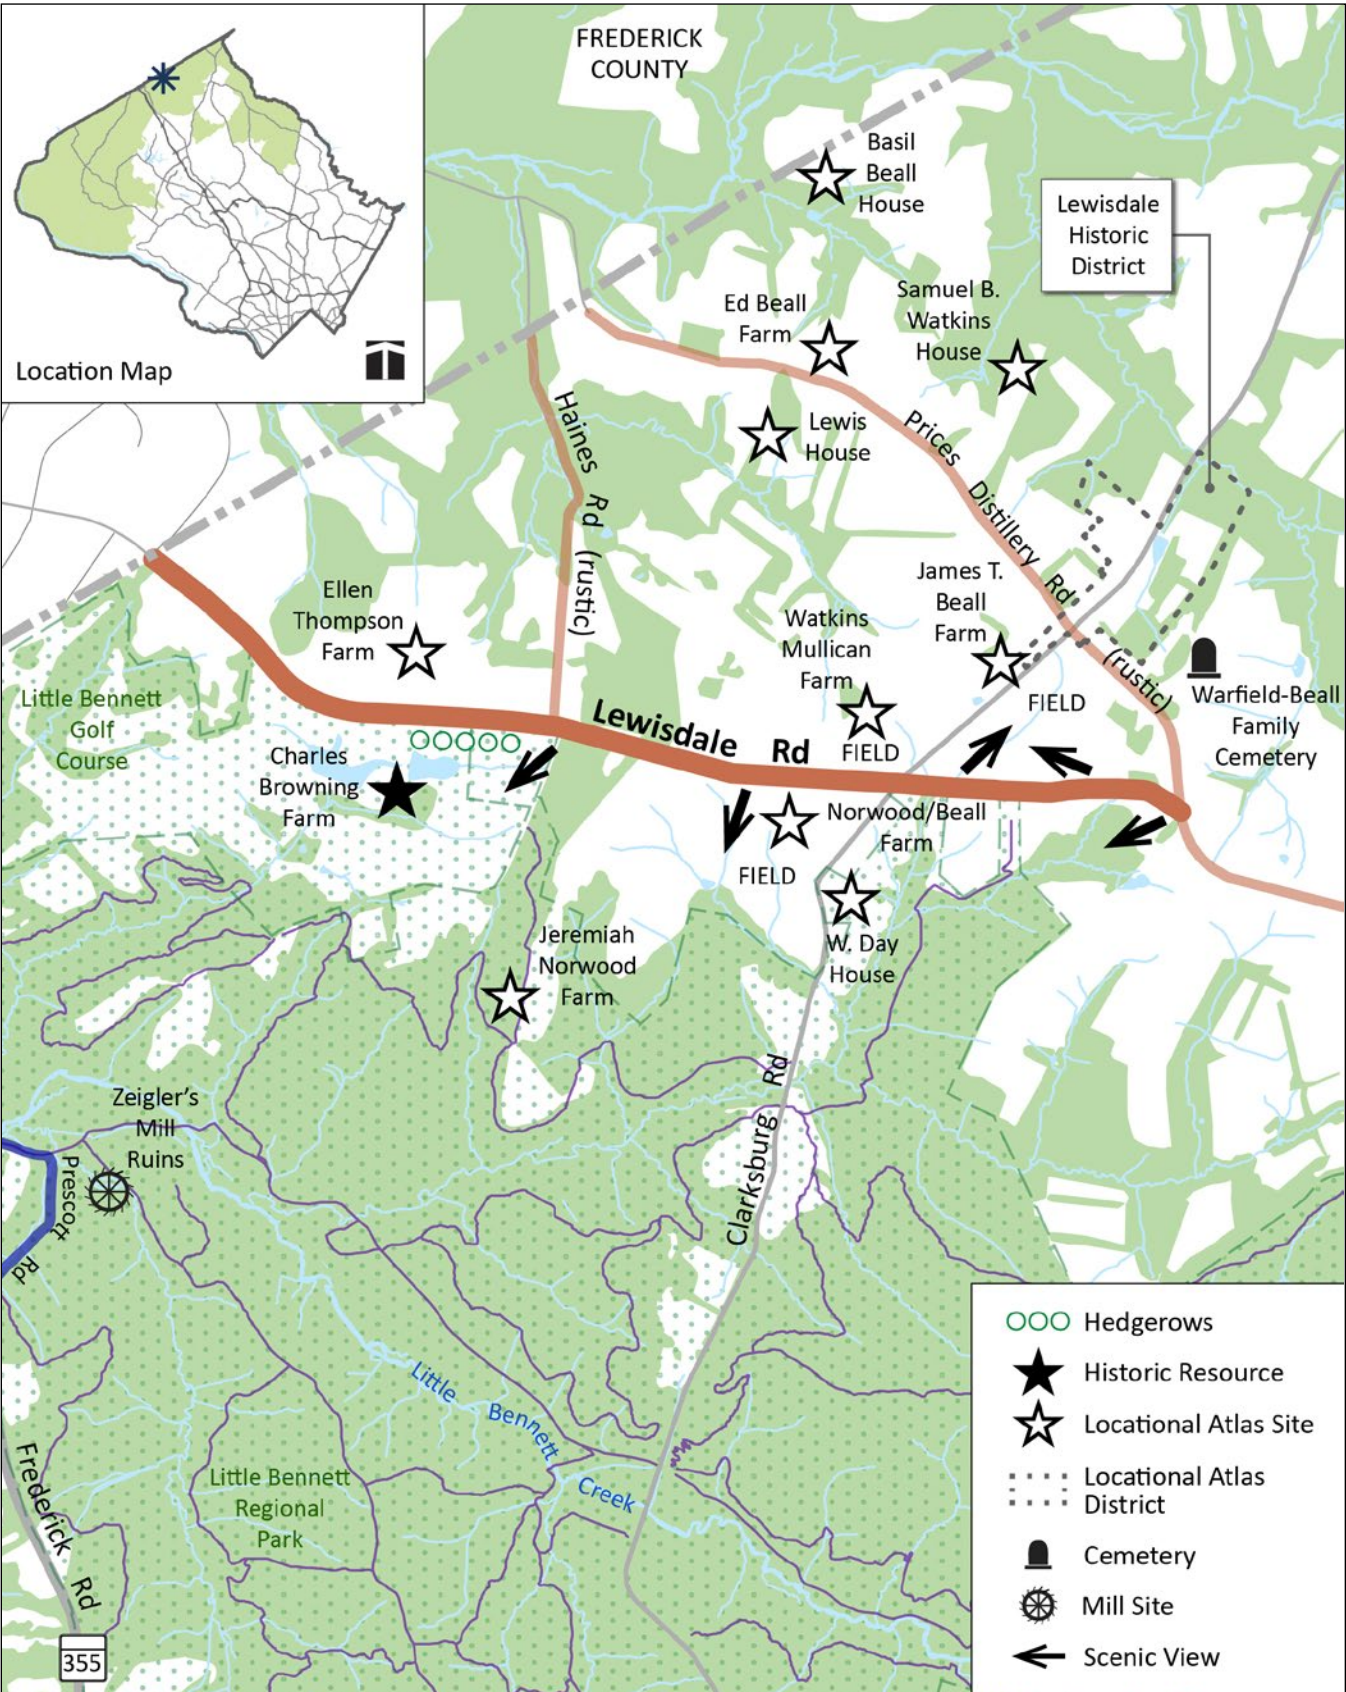 FREDERICK
COUNTY
Location Map
Basil
Beall
House
Lewisdale
Historic
District
Ed Beall
Farm
Samuel B.
Watkins
House
Lewis
House
Haines Rd (rustic)
Prices Distillery Rd (rustic)
Ellen
Thompson
Farm
James T.
Beall
Farm
Watkins
Mullican
Farm
FIELD
FIELD
Warfield-Beall
Family
Cemetery
Little Bennett
Golf
Course
Lewisdale Rd
Charles
Browning
Farm
Norwood/Beall
Farm
FIELD
W. Day
House
Jeremiah
Norwood
Farm
Clarksburg Rd
Zeigler's
Mill
Ruins
Prescott Rd
Little Bennett Creek
Little Bennett
Regional
Park
Frederick Rd
355
Hedgerows
Historic Resource
Locational Atlas Site
Locational Atlas
District
Cemetery
Mill Site
Scenic View